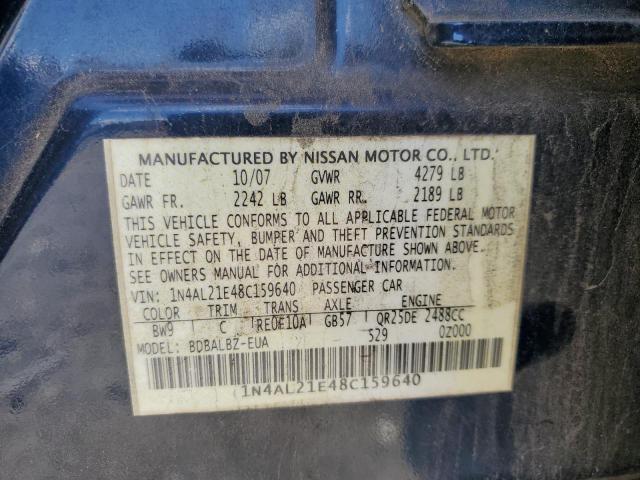 MANUFACTURED BY NISSAN MOTOR CO., LTD.
DATE 10/07 GVWR 4279 LB
GAWR FR. 2242 LB GAWR RR. 2189 LB
THIS VEHICLE CONFORMS TO ALL APPLICABLE FEDERAL MOTOR
VEHICLE SAFETY, BUMPER AND THEFT PREVENTION STANDARDS
IN EFFECT ON THE DATE OF MANUFACTURE SHOWN ABOVE.
SEE OWNERS MANUAL FOR ADDITIONAL INFORMATION.
VIN: 1N4AL21E48C159640 PASSENGER CAR
COLOR TRIM TRANS AXLE ENGINE
BW9 C RE0F10A GB57 QR25DE 2488CC
MODEL: BDBALBZ-EUA 529 0Z000
1N4AL21E48C159640